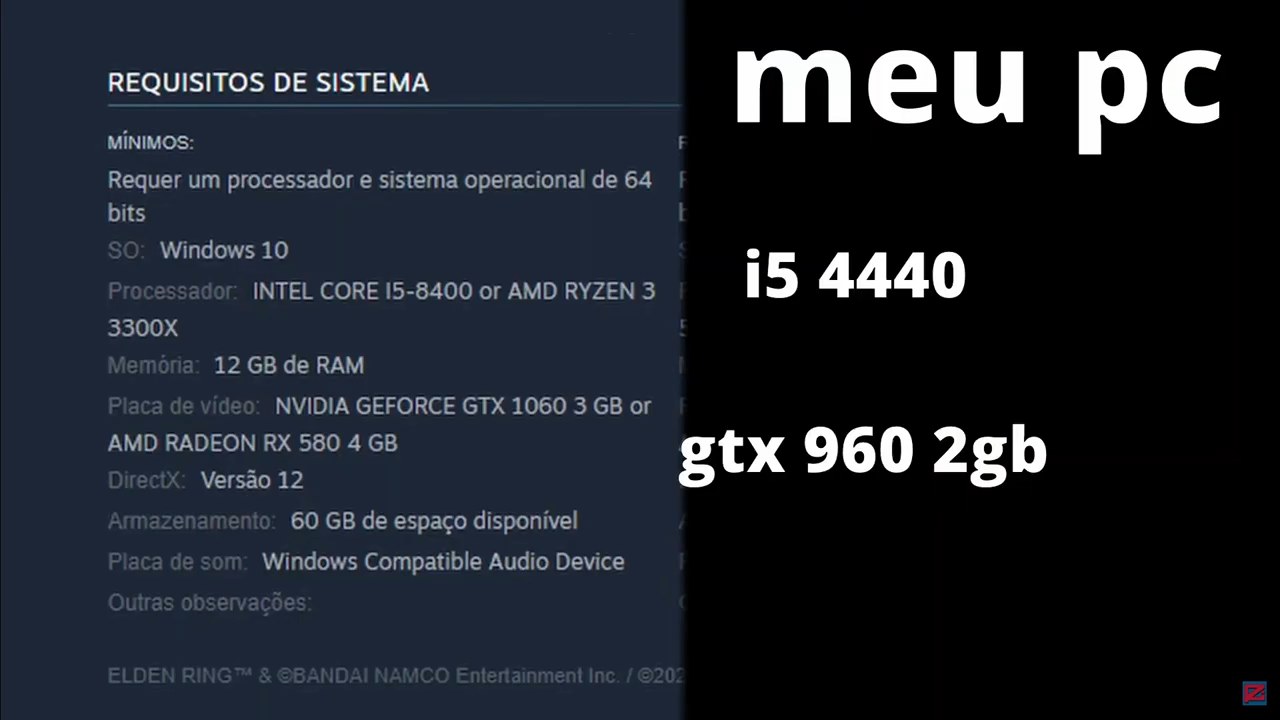 REQUISITOS DE SISTEMA
MÍNIMOS:
Requer um processador e sistema operacional de 64
bits
SO: Windows 10
Processador: INTEL CORE I5-8400 or AMD RYZEN 3
3300X
Memória: 12 GB de RAM
Placa de vídeo: NVIDIA GEFORCE GTX 1060 3 GB or
AMD RADEON RX 580 4 GB
DirectX: Versão 12
Armazenamento: 60 GB de espaço disponível
Placa de som: Windows Compatible Audio Device
Outras observações:
ELDEN RING™ & ©BANDAI NAMCO Entertainment Inc. / ©202
meu pc
i5 4440
gtx 960 2gb